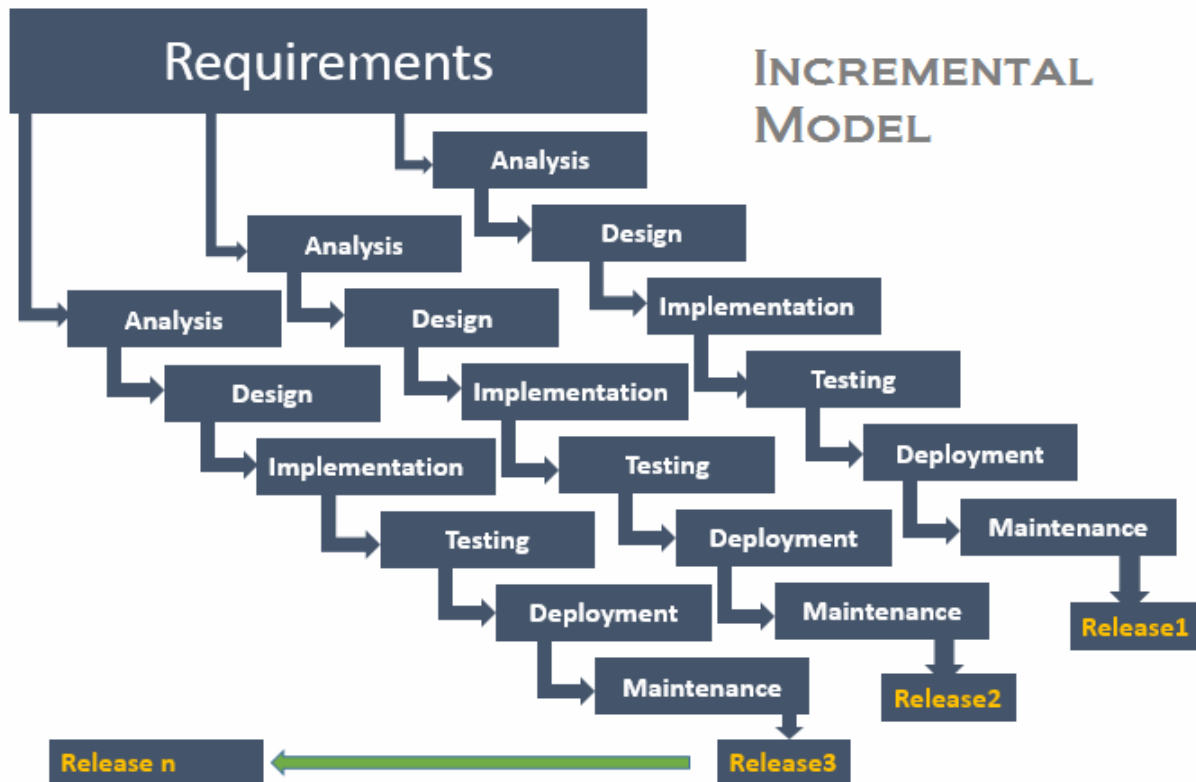 Requirements
INCREMENTAL
MODEL
Analysis
Design
Implementation
Testing
Deployment
Maintenance
Release1
Analysis
Design
Implementation
Testing
Deployment
Maintenance
Release2
Analysis
Design
Implementation
Testing
Deployment
Maintenance
Release3
Release n